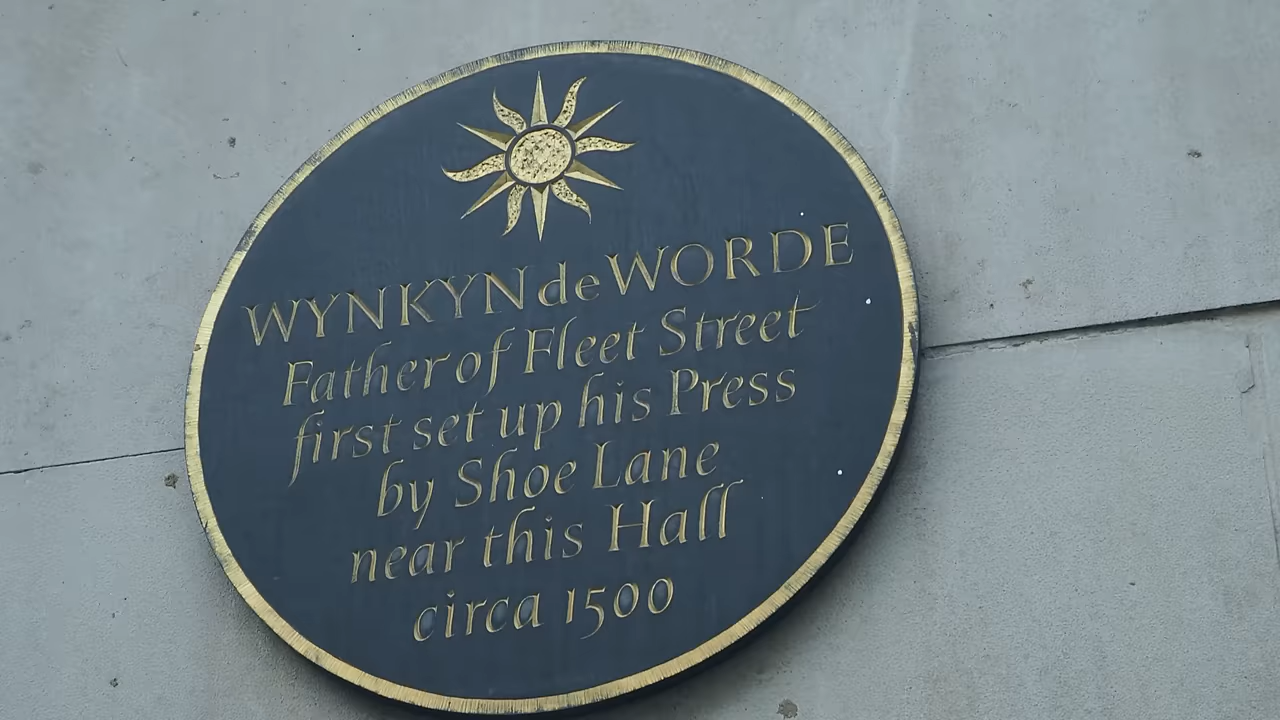 WYNKYN de WORDE
Father of Fleet Street
first set up his Press
by Shoe Lane
near this Hall
circa 1500